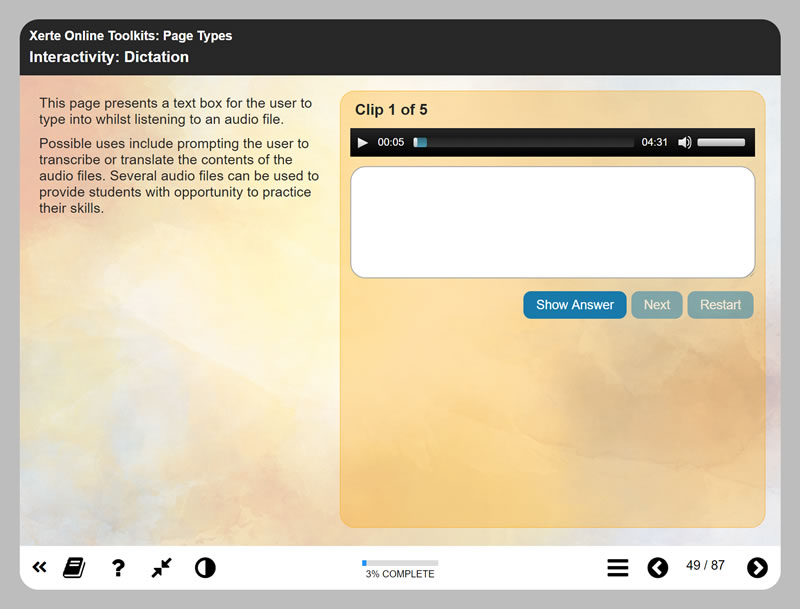 Xerte Online Toolkits: Page Types
Interactivity: Dictation
This page presents a text box for the user to
type into whilst listening to an audio file.
Possible uses include prompting the user to
transcribe or translate the contents of the
audio files. Several audio files can be used to
provide students with opportunity to practice
their skills.
Clip 1 of 5
00:05 04:31
Show Answer Next Restart
? 3% COMPLETE 49 / 87